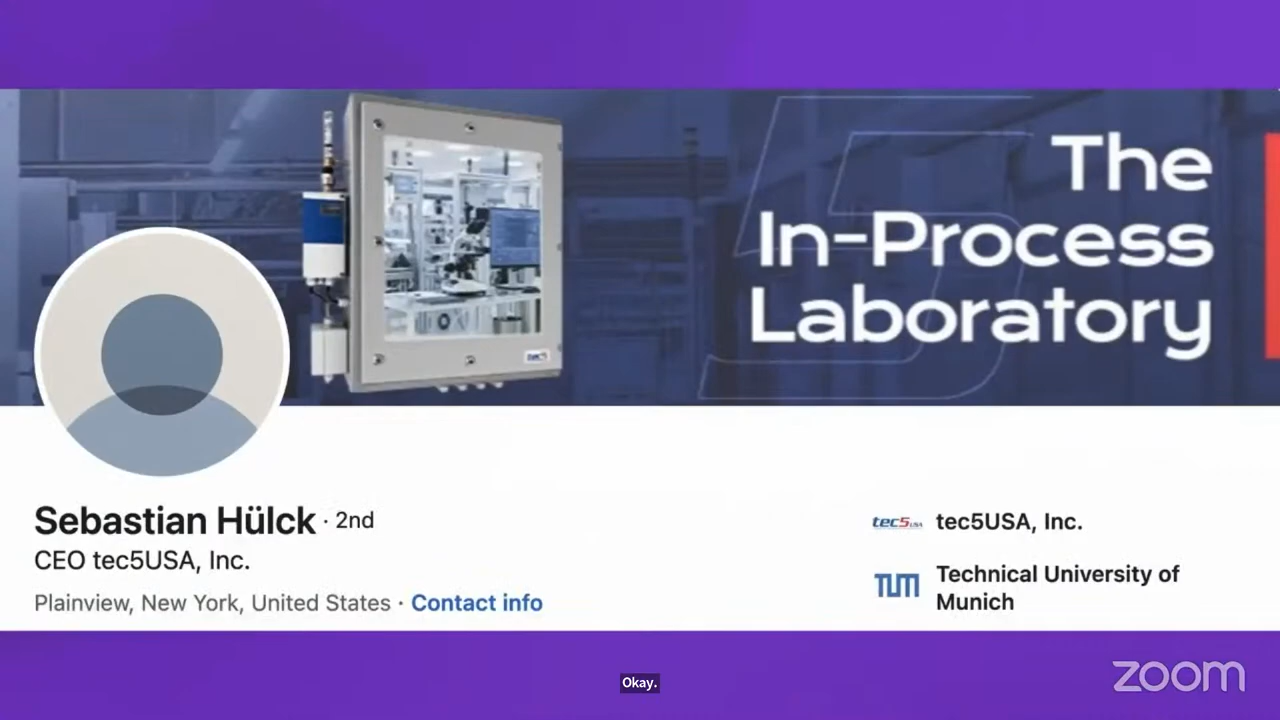 The
In-Process
Laboratory
tec5
Sebastian Hülck · 2nd
CEO tec5USA, Inc.
Plainview, New York, United States · Contact info
tec5USA tec5USA, Inc.
TUM Technical University of
Munich
Okay.
zoom